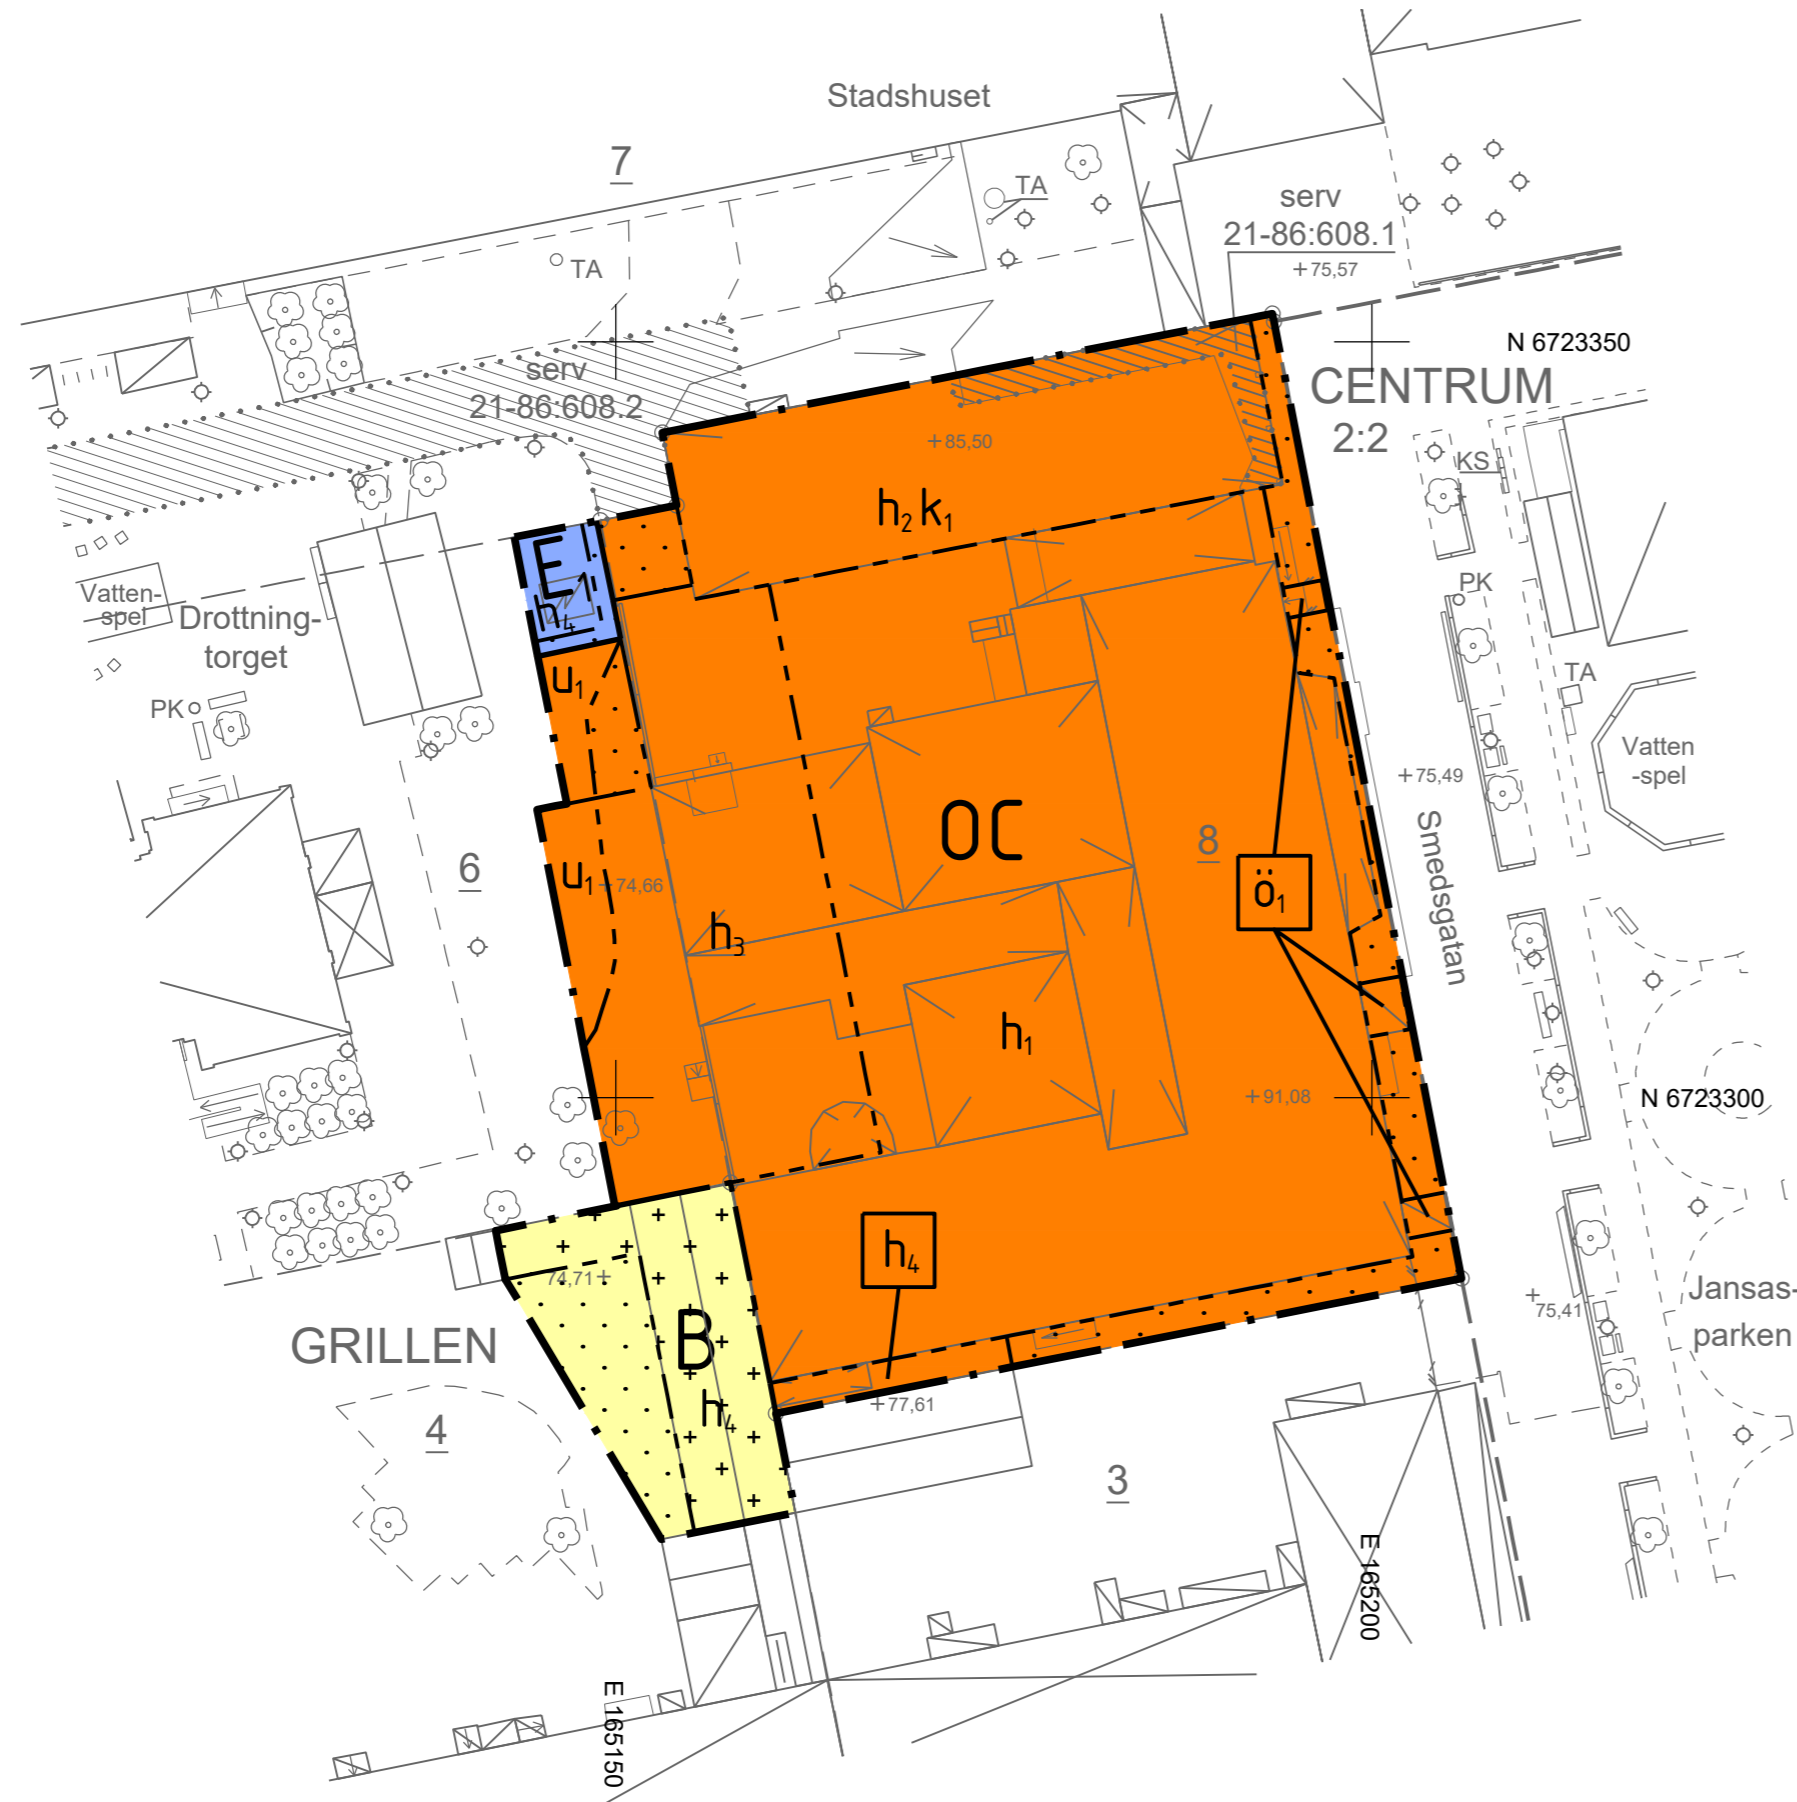 Stadshuset
7
TA
serv
21-86:608.1
+75,57
TA
N 6723350
serv
21-86:608.2
CENTRUM
2:2
+85,50
KS
h2 k1
E1
h4
PK
Vatten-
spel
Drottning-
torget
u1
TA
PK
Vatten
-spel
+75,49
OC
8
Smedsgatan
6
u1
+74,66
ö1
h3
h1
+91,08
N 6723300
h4
74,71+
Jansas-
parken
+
75,41
GRILLEN
B
h4
+77,61
4
3
E 165200
E 165150